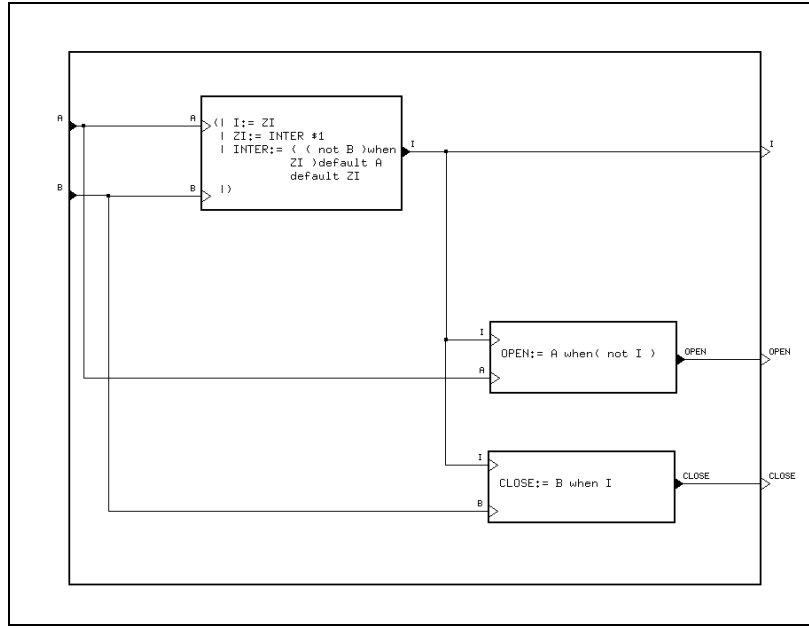 A
A
(| I:= ZI
| ZI:= INTER $1
| INTER:= ( ( not B )when
ZI )default A
default ZI
|)
I
I
B
B
I
OPEN:= A when( not I )
A
OPEN
OPEN
I
CLOSE:= B when I
B
CLOSE
CLOSE